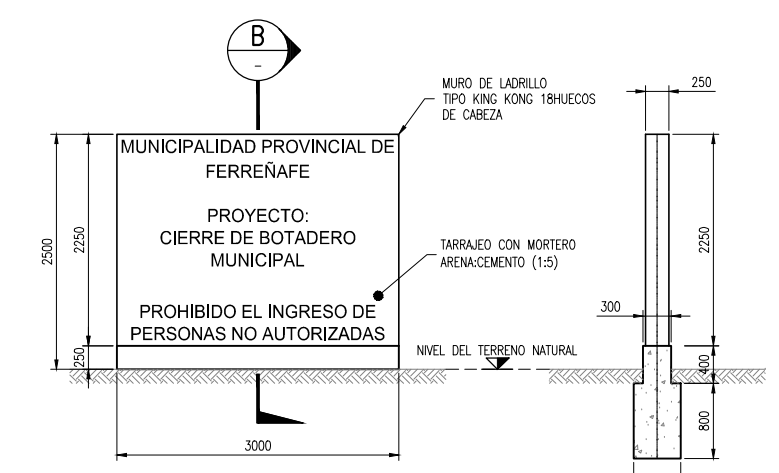 B
-
MURO DE LADRILLO
TIPO KING KONG 18HUECOS
DE CABEZA
250
MUNICIPALIDAD PROVINCIAL DE
FERREÑAFE
PROYECTO:
CIERRE DE BOTADERO
MUNICIPAL
PROHIBIDO EL INGRESO DE
PERSONAS NO AUTORIZADAS
2500
2250
250
TARRAJEO CON MORTERO
ARENA:CEMENTO (1:5)
2250
300
NIVEL DEL TERRENO NATURAL
400
800
3000